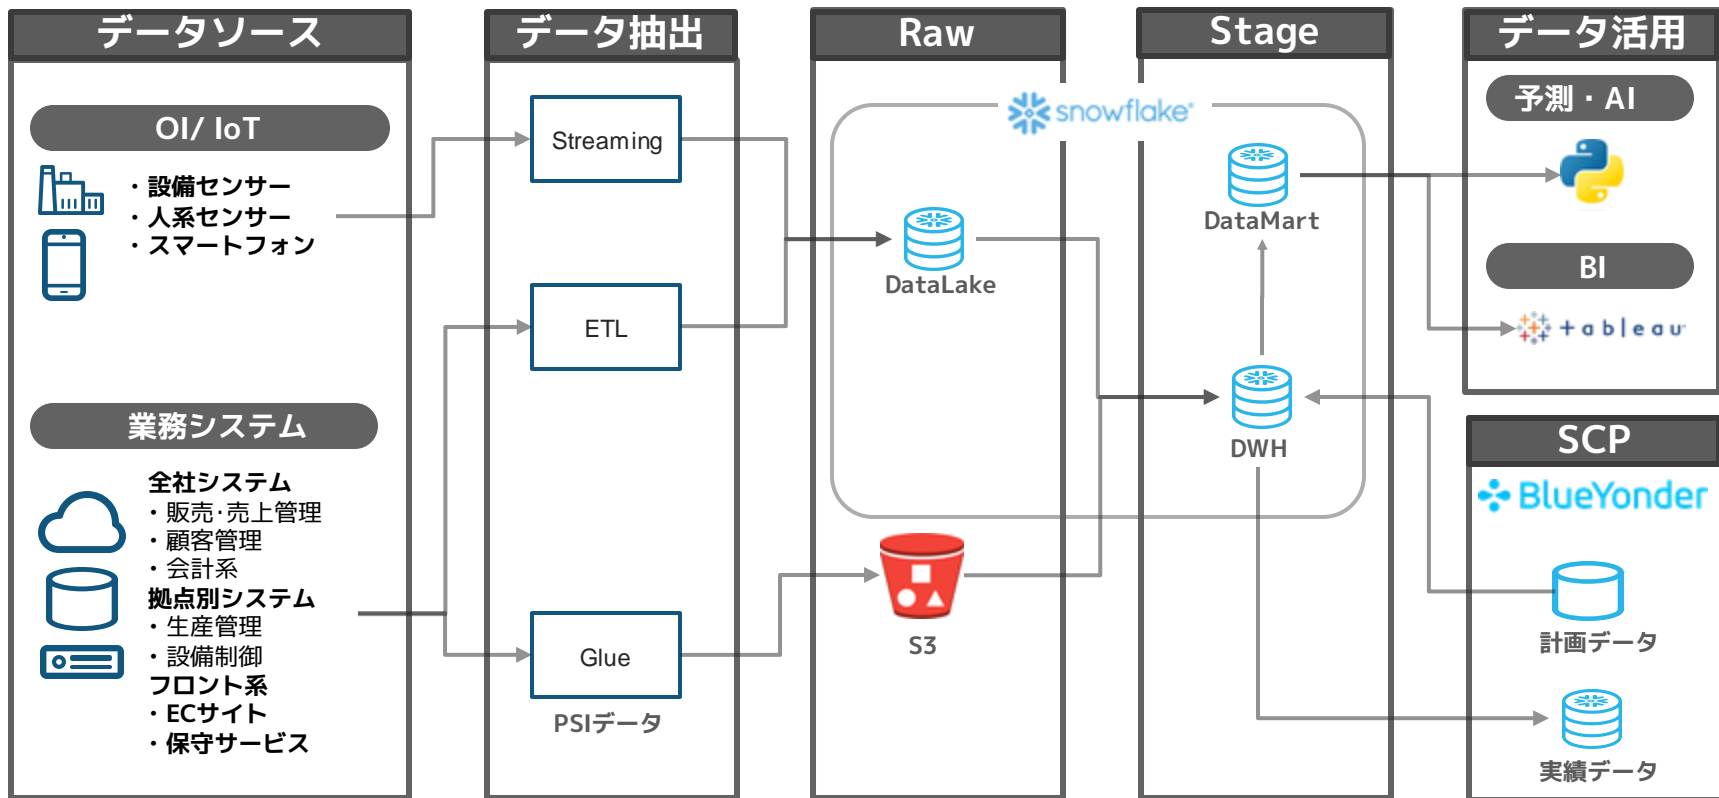 データソース
OI/ IoT
・設備センサー
・人系センサー
・スマートフォン
業務システム
全社システム
・販売･売上管理
・顧客管理
・会計系
拠点別システム
・生産管理
・設備制御
フロント系
・ECサイト
・保守サービス
データ抽出
Streaming
ETL
Glue
PSIデータ
Raw
snowflake
DataLake
S3
Stage
DataMart
DWH
データ活用
予測・AI
BI
+ableau
SCP
BlueYonder
計画データ
実績データ